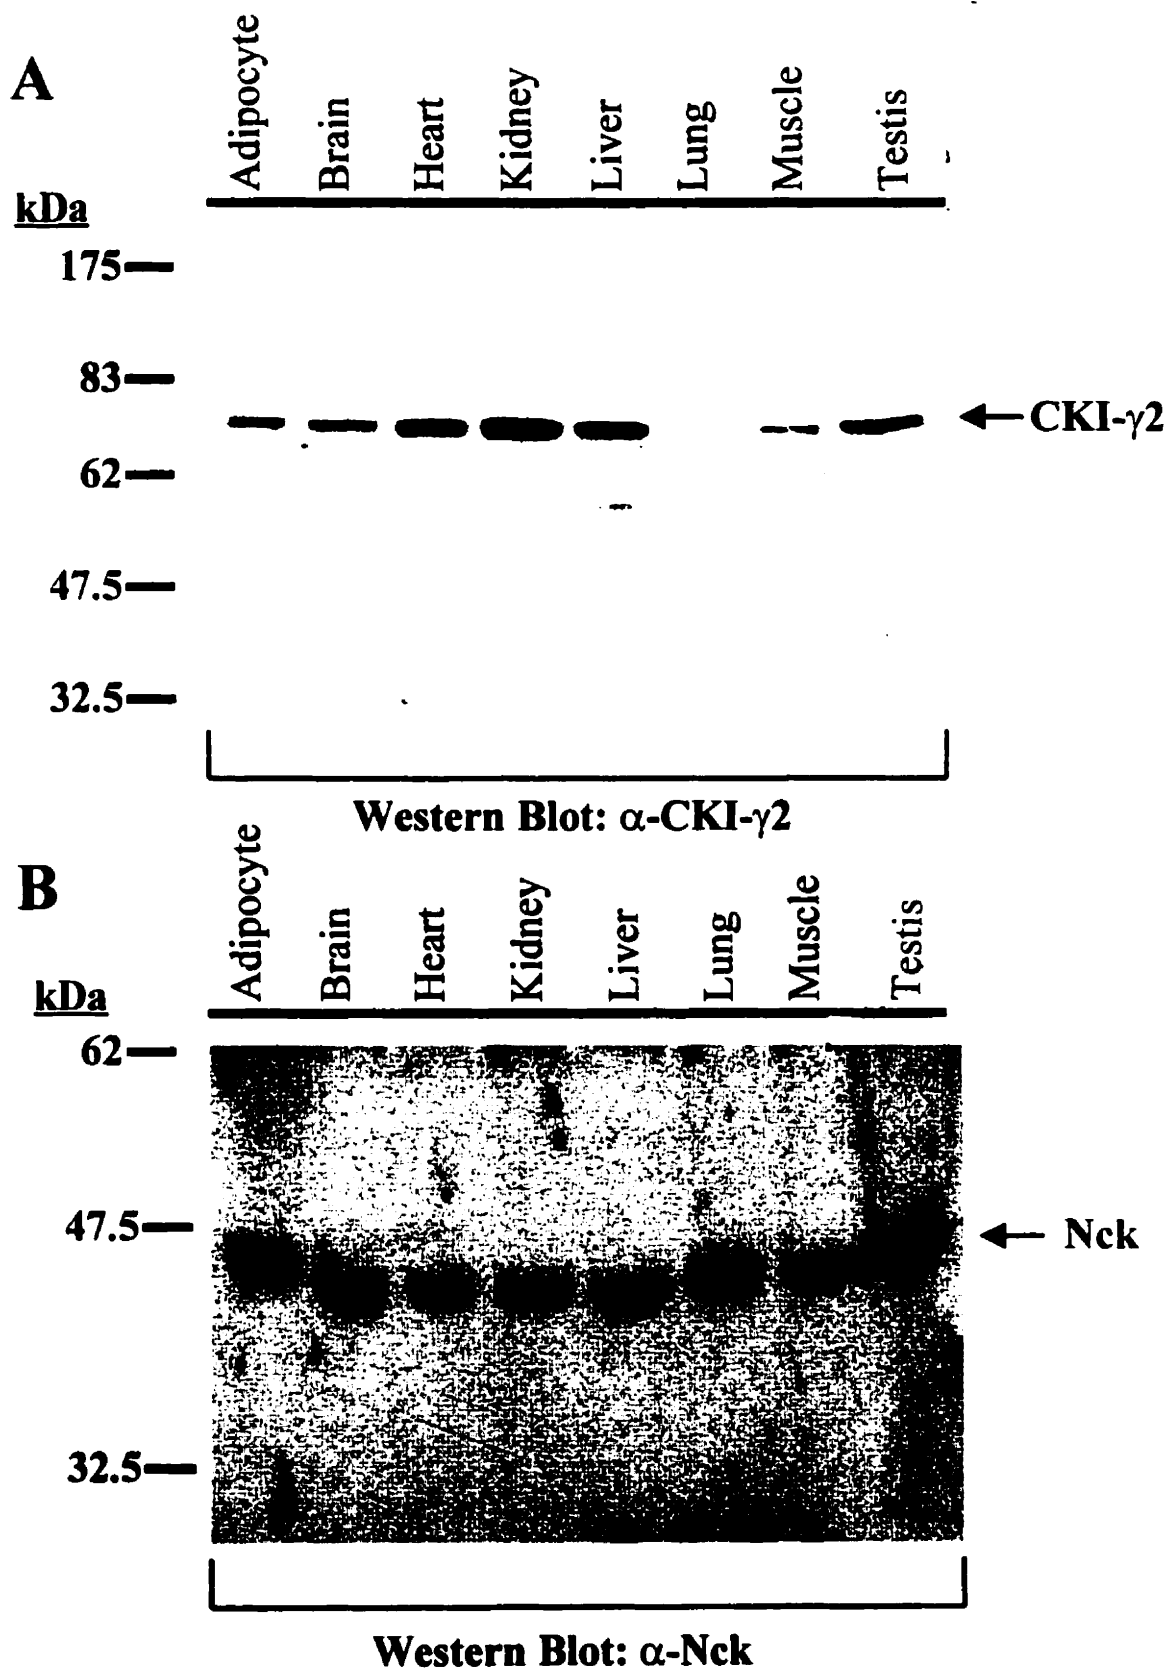 A
Adipocyte
Brain
Heart
Kidney
Liver
Lung
Muscle
Testis
kDa
175
83
CKI-γ2
62
47.5
32.5
Western Blot: α-CKI-γ2
B
Adipocyte
Brain
Heart
Kidney
Liver
Lung
Muscle
Testis
kDa
62
47.5
Nck
32.5
Western Blot: α-Nck